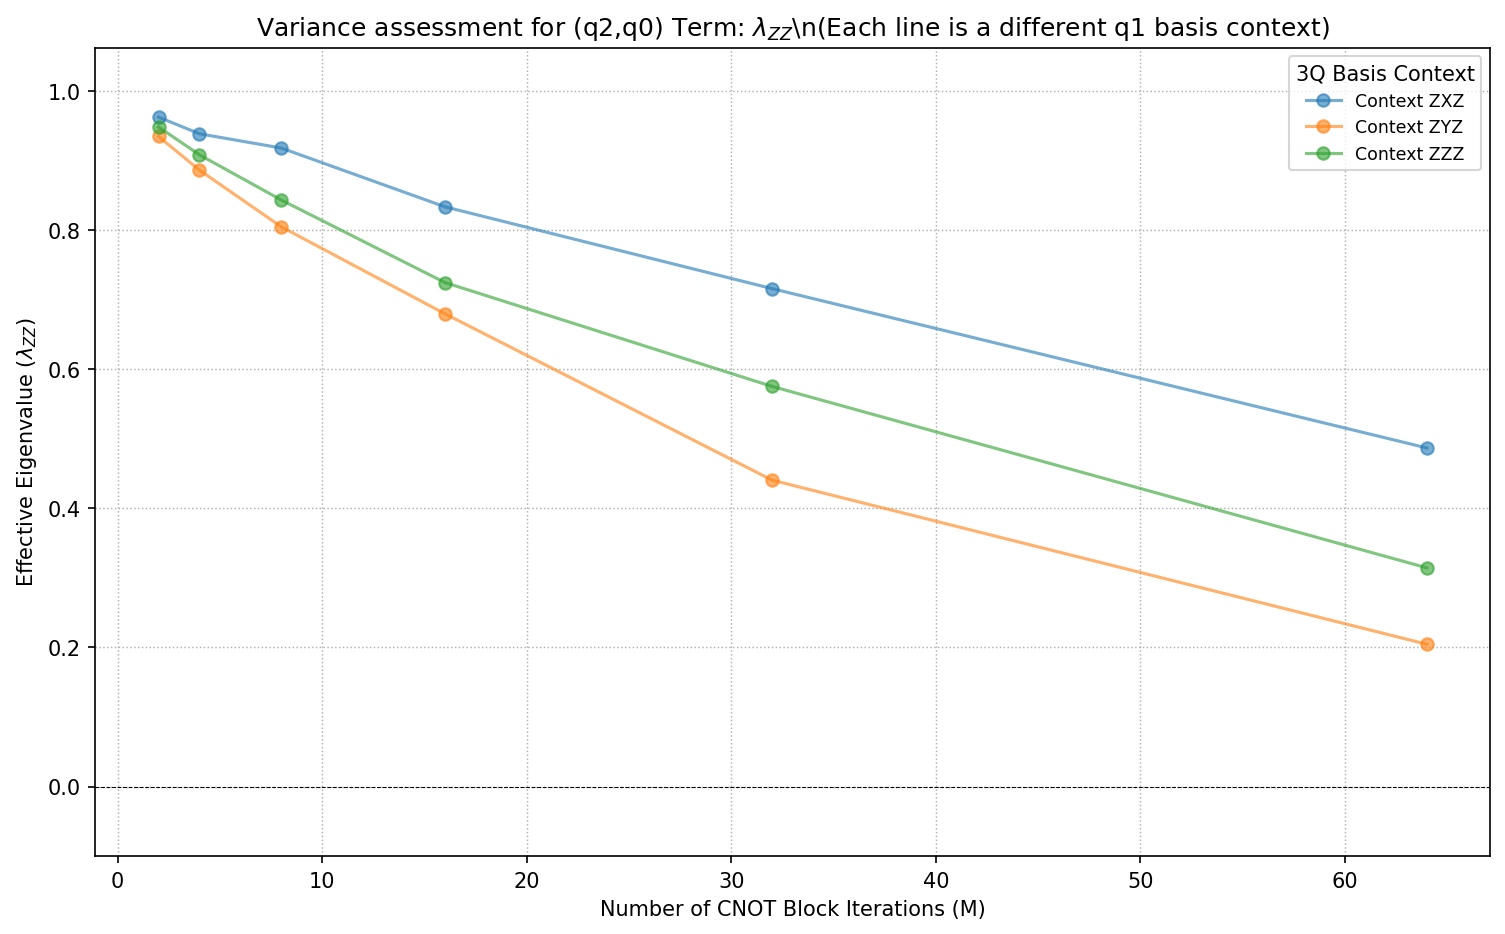 Variance assessment for (q2,q0) Term: λ_ZZ\n(Each line is a different q1 basis context)
3Q Basis Context
Context ZXZ
Context ZYZ
Context ZZZ
Effective Eigenvalue (λ_ZZ)
1.0
0.8
0.6
0.4
0.2
0.0
0 10 20 30 40 50 60
Number of CNOT Block Iterations (M)